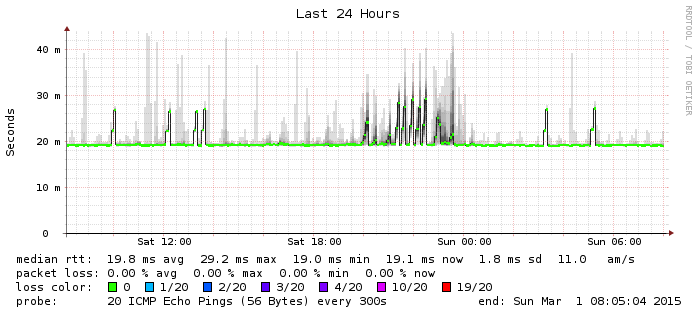 Last 24 Hours
RRDTOOL / TOBI OETIKER
Seconds
40 m
30 m
20 m
10 m
0
Sat 12:00 Sat 18:00 Sun 00:00 Sun 06:00
median rtt: 19.8 ms avg 29.2 ms max 19.0 ms min 19.1 ms now 1.8 ms sd 11.0 am/s
packet loss: 0.00 % avg 0.00 % max 0.00 % min 0.00 % now
loss color: 0 1/20 2/20 3/20 4/20 10/20 19/20
probe: 20 ICMP Echo Pings (56 Bytes) every 300s end: Sun Mar 1 08:05:04 2015